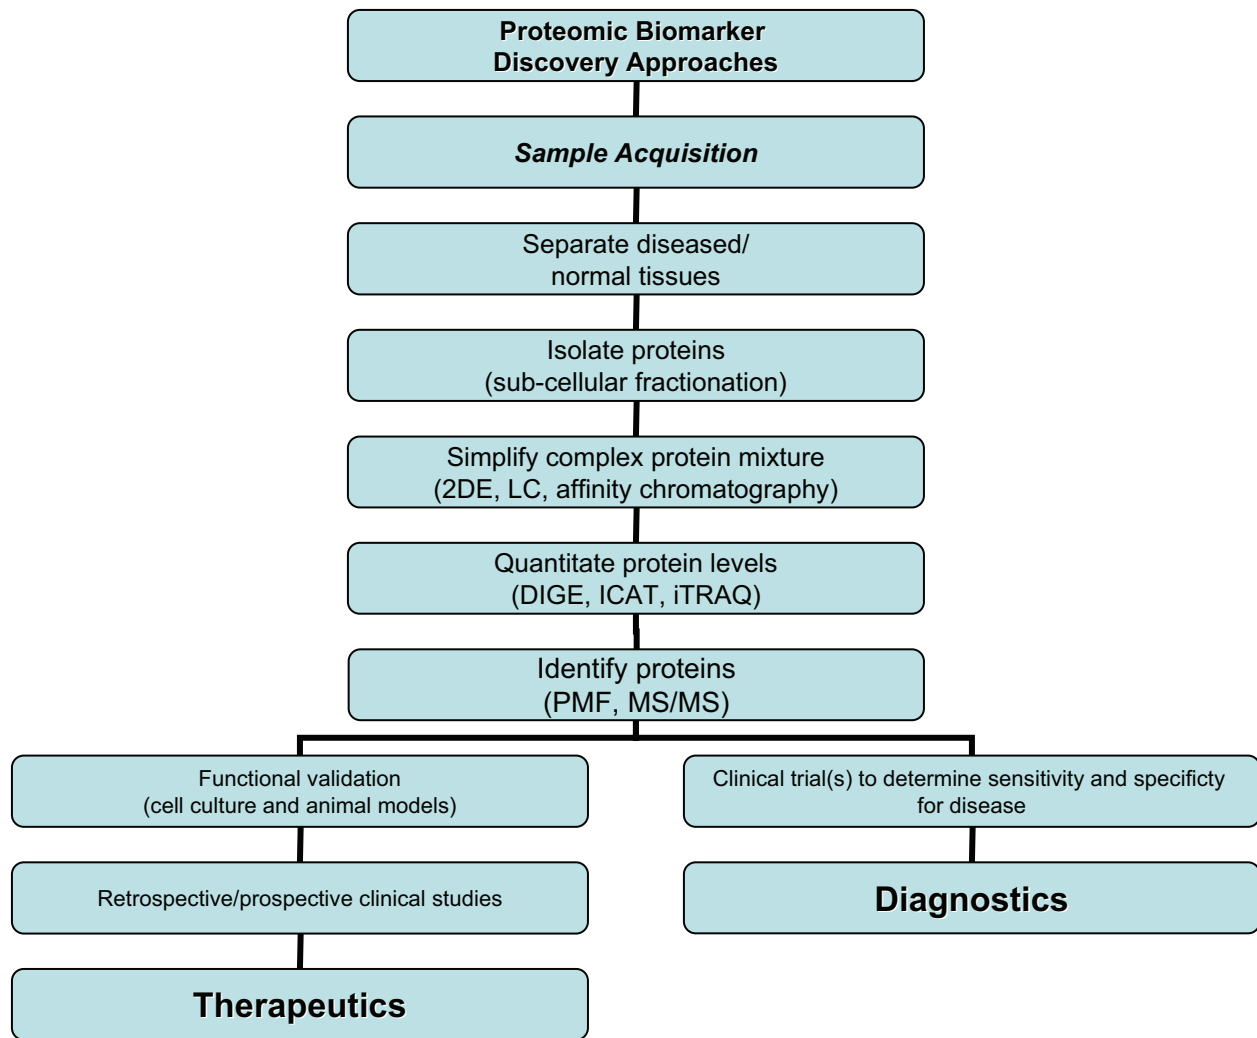 Proteomic Biomarker
Discovery Approaches
Sample Acquisition
Separate diseased/
normal tissues
Isolate proteins
(sub-cellular fractionation)
Simplify complex protein mixture
(2DE, LC, affinity chromatography)
Quantitate protein levels
(DIGE, ICAT, iTRAQ)
Identify proteins
(PMF, MS/MS)
Functional validation
(cell culture and animal models)
Retrospective/prospective clinical studies
Therapeutics
Clinical trial(s) to determine sensitivity and specificty
for disease
Diagnostics